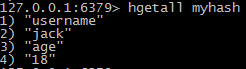 127.0.0.1:6379> hgetall myhash
1) "username"
2) "jack"
3) "age"
4) "18"